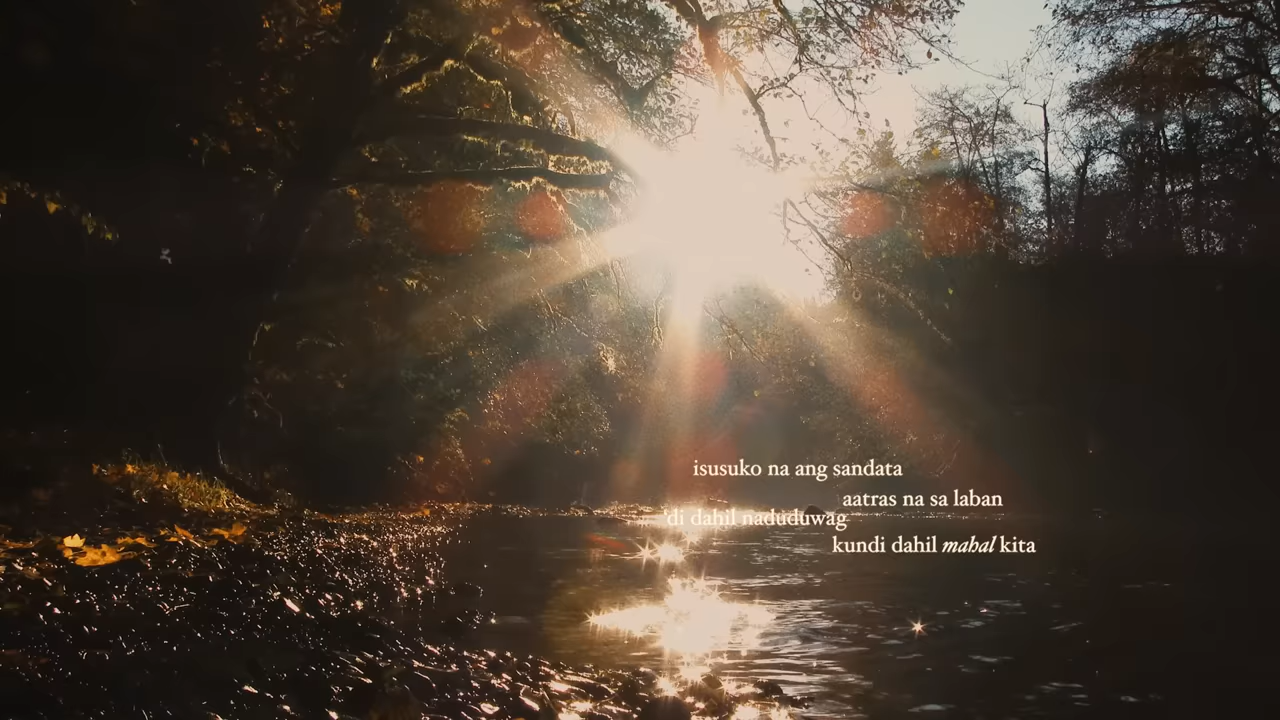 isusuko na ang sandata
aatras na sa laban
'di dahil naduduwag
kundi dahil mahal kita